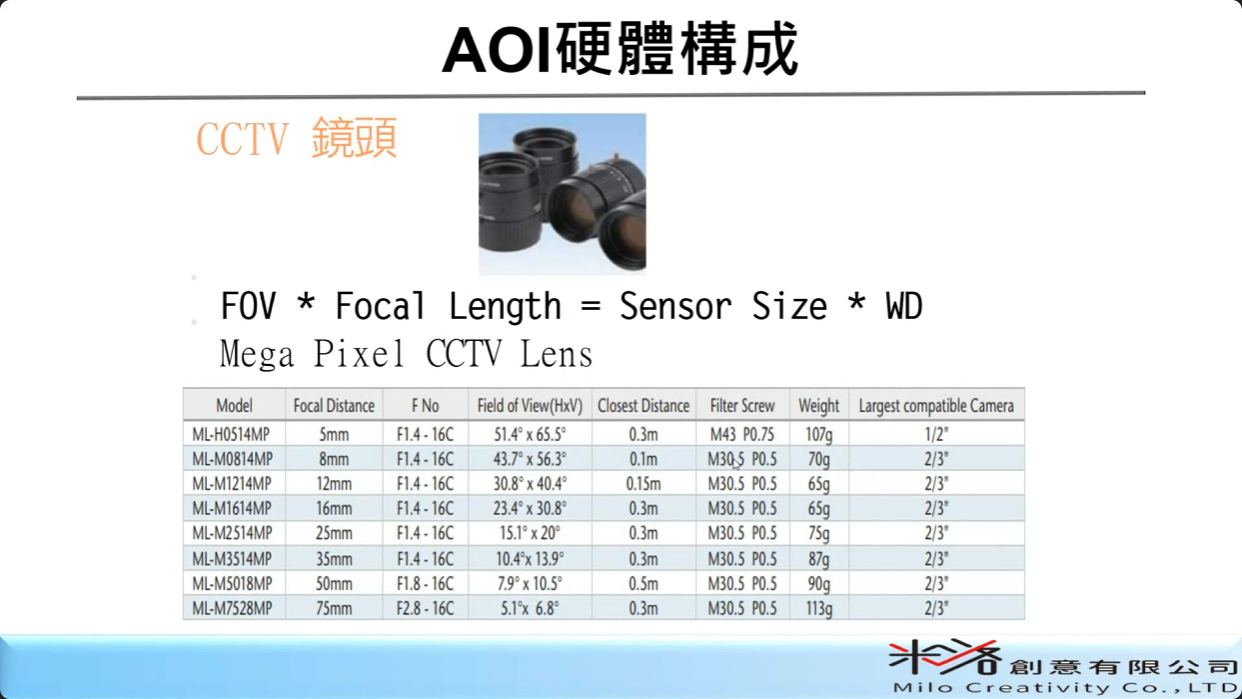 AOI硬體構成
CCTV 鏡頭
FOV * Focal Length = Sensor Size * WD
Mega Pixel CCTV Lens
Model Focal Distance F No Field of View(HxV) Closest Distance Filter Screw Weight Largest compatible Camera
ML-H0514MP 5mm F1.4 - 16C 51.4° x 65.5° 0.3m M43 P0.75 107g 1/2"
ML-M0814MP 8mm F1.4 - 16C 43.7° x 56.3° 0.1m M30.5 P0.5 70g 2/3"
ML-M1214MP 12mm F1.4 - 16C 30.8° x 40.4° 0.15m M30.5 P0.5 65g 2/3"
ML-M1614MP 16mm F1.4 - 16C 23.4° x 30.8° 0.3m M30.5 P0.5 65g 2/3"
ML-M2514MP 25mm F1.4 - 16C 15.1° x 20° 0.3m M30.5 P0.5 75g 2/3"
ML-M3514MP 35mm F1.4 - 16C 10.4°x 13.9° 0.3m M30.5 P0.5 87g 2/3"
ML-M5018MP 50mm F1.8 - 16C 7.9° x 10.5° 0.5m M30.5 P0.5 90g 2/3"
ML-M7528MP 75mm F2.8 - 16C 5.1°x 6.8° 0.3m M30.5 P0.5 113g 2/3"
米洛創意有限公司
Milo Creativity Co.,LTD